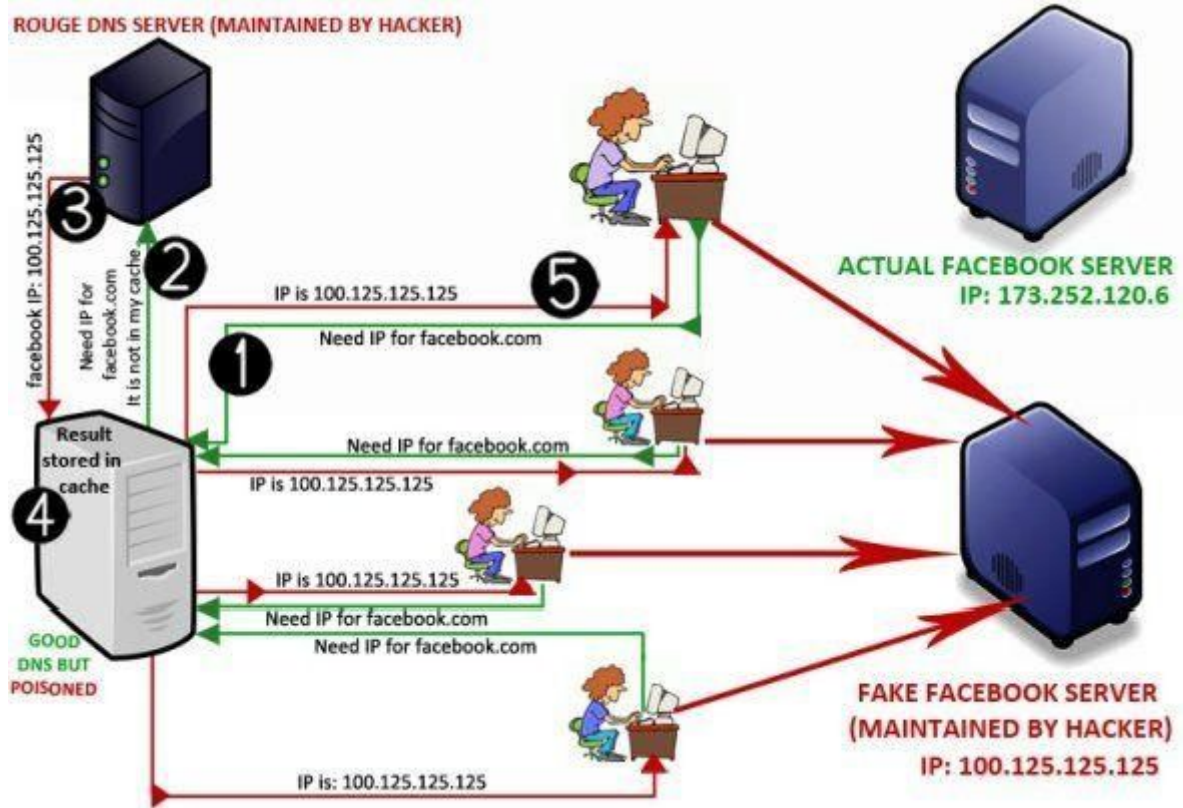 ROUGE DNS SERVER (MAINTAINED BY HACKER)
facebook IP: 100.125.125.125
3
2
Need IP for
facebook.com
It is not in my cache
ACTUAL FACEBOOK SERVER
IP: 173.252.120.6
IP is 100.125.125.125
5
Need IP for facebook.com
1
Need IP for facebook.com
IP is 100.125.125.125
Result
stored in
cache
4
IP is 100.125.125.125
Need IP for facebook.com
Need IP for facebook.com
GOOD
DNS BUT
POISONED
IP is: 100.125.125.125
FAKE FACEBOOK SERVER
(MAINTAINED BY HACKER)
IP: 100.125.125.125